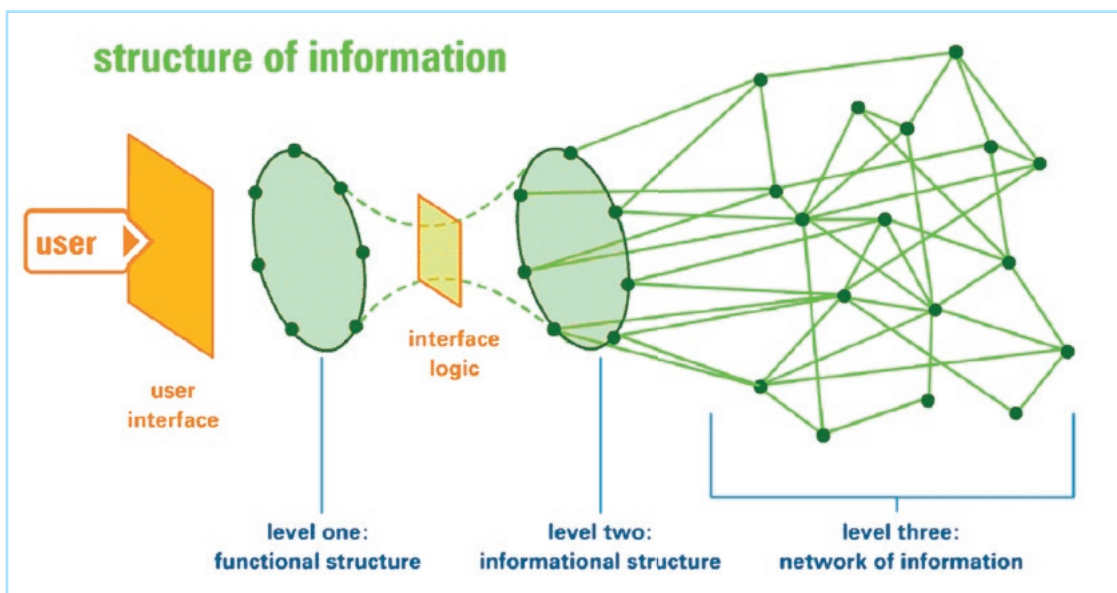 structure of information
user
user
interface
interface
logic
level one:
functional structure
level two:
informational structure
level three:
network of information